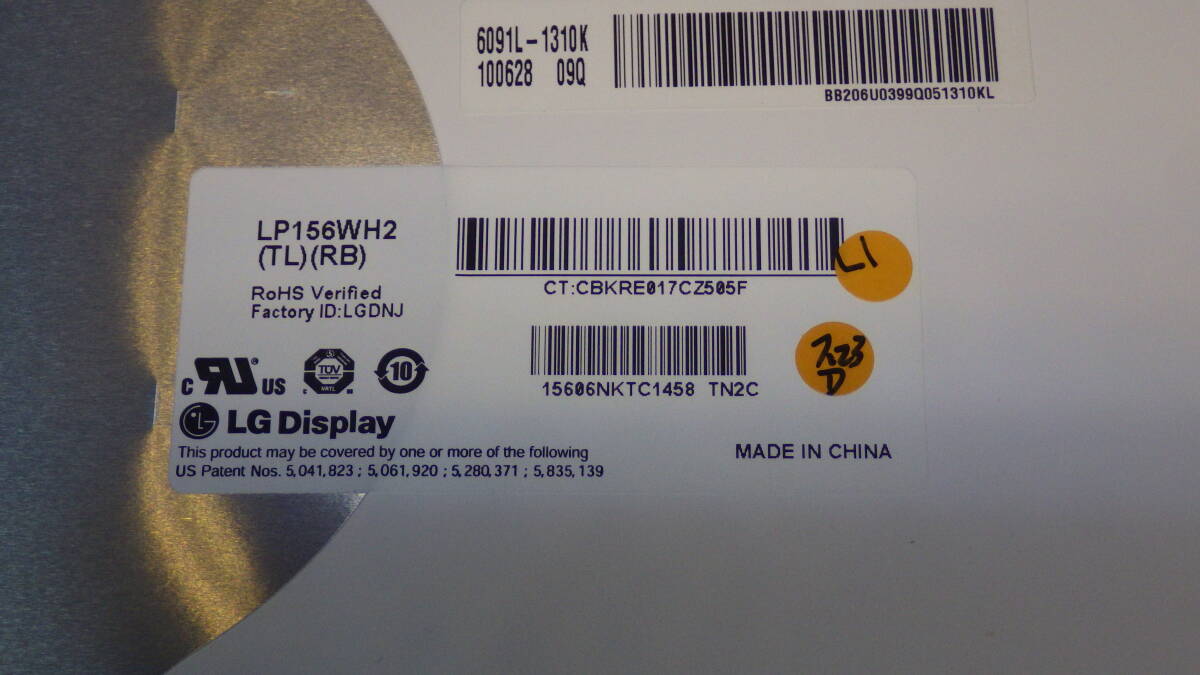 6091L-1310K
100628 09Q
BB206U0399Q051310KL
LP156WH2
(TL)(RB)
RoHS Verified
Factory ID:LGDNJ
CT:CBKRE017CZ505F
L1
15606NKTC1458 TN2C
D
c RU ® US
TÜV
NRTL
10
LG Display
This product may be covered by one or more of the following
US Patent Nos. 5,041,823 ; 5,061,920 ; 5,280,371 ; 5,835,139
MADE IN CHINA